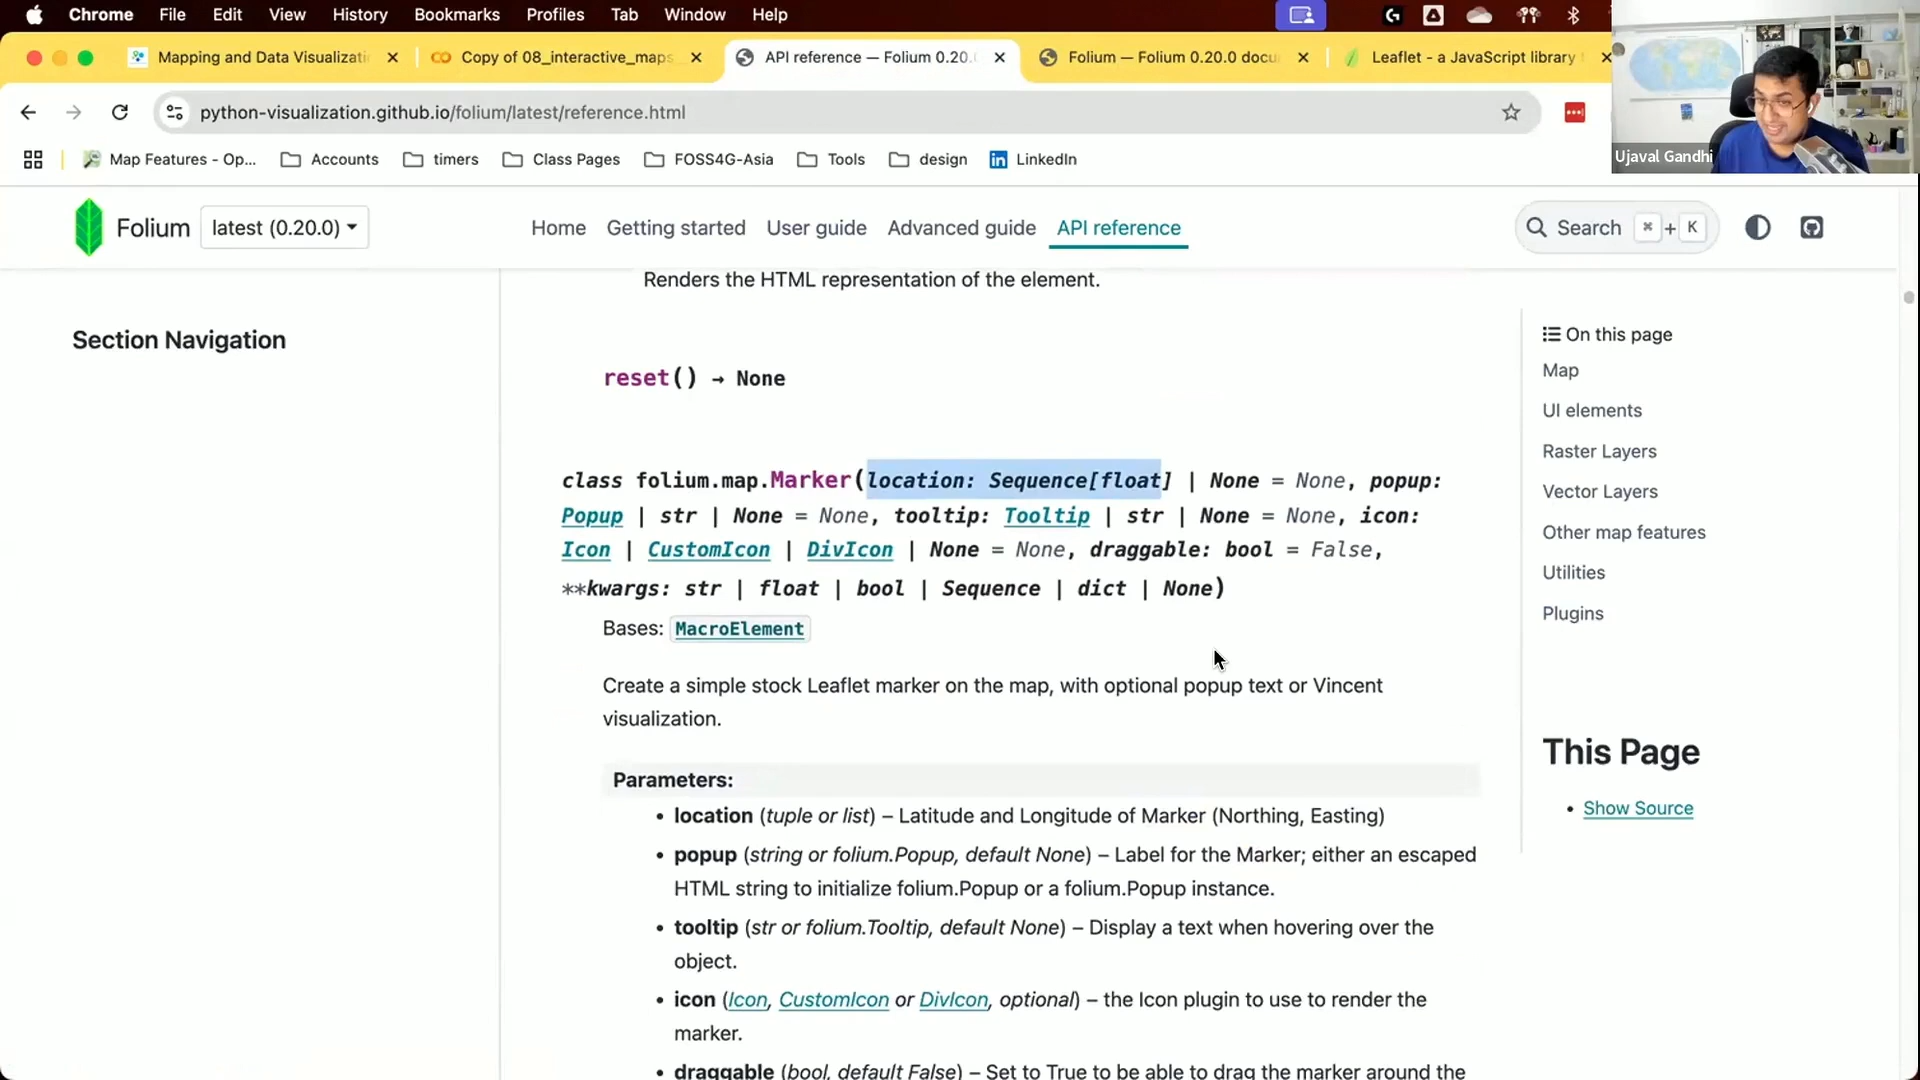 Chrome File Edit View History Bookmarks Profiles Tab Window Help
Mapping and Data Visualizati
Copy of 08_interactive_maps
API reference — Folium 0.20.
Folium — Folium 0.20.0 docu
Leaflet - a JavaScript library
python-visualization.github.io/folium/latest/reference.html
Map Features - Op... Accounts timers Class Pages FOSS4G-Asia Tools design LinkedIn
Ujaval Gandhi
Folium latest (0.20.0) Home Getting started User guide Advanced guide API reference Search ⌘ + K
Renders the HTML representation of the element.
Section Navigation
reset() → None
class folium.map.Marker(location: Sequence[float] | None = None, popup:
Popup | str | None = None, tooltip: Tooltip | str | None = None, icon:
Icon | CustomIcon | DivIcon | None = None, draggable: bool = False,
**kwargs: str | float | bool | Sequence | dict | None)
Bases: MacroElement
Create a simple stock Leaflet marker on the map, with optional popup text or Vincent
visualization.
Parameters:
• location (tuple or list) – Latitude and Longitude of Marker (Northing, Easting)
• popup (string or folium.Popup, default None) – Label for the Marker; either an escaped
HTML string to initialize folium.Popup or a folium.Popup instance.
• tooltip (str or folium.Tooltip, default None) – Display a text when hovering over the
object.
• icon (Icon, CustomIcon or DivIcon, optional) – the Icon plugin to use to render the
marker.
• draggable (bool, default False) – Set to True to be able to drag the marker around the
On this page
Map
UI elements
Raster Layers
Vector Layers
Other map features
Utilities
Plugins
This Page
• Show Source